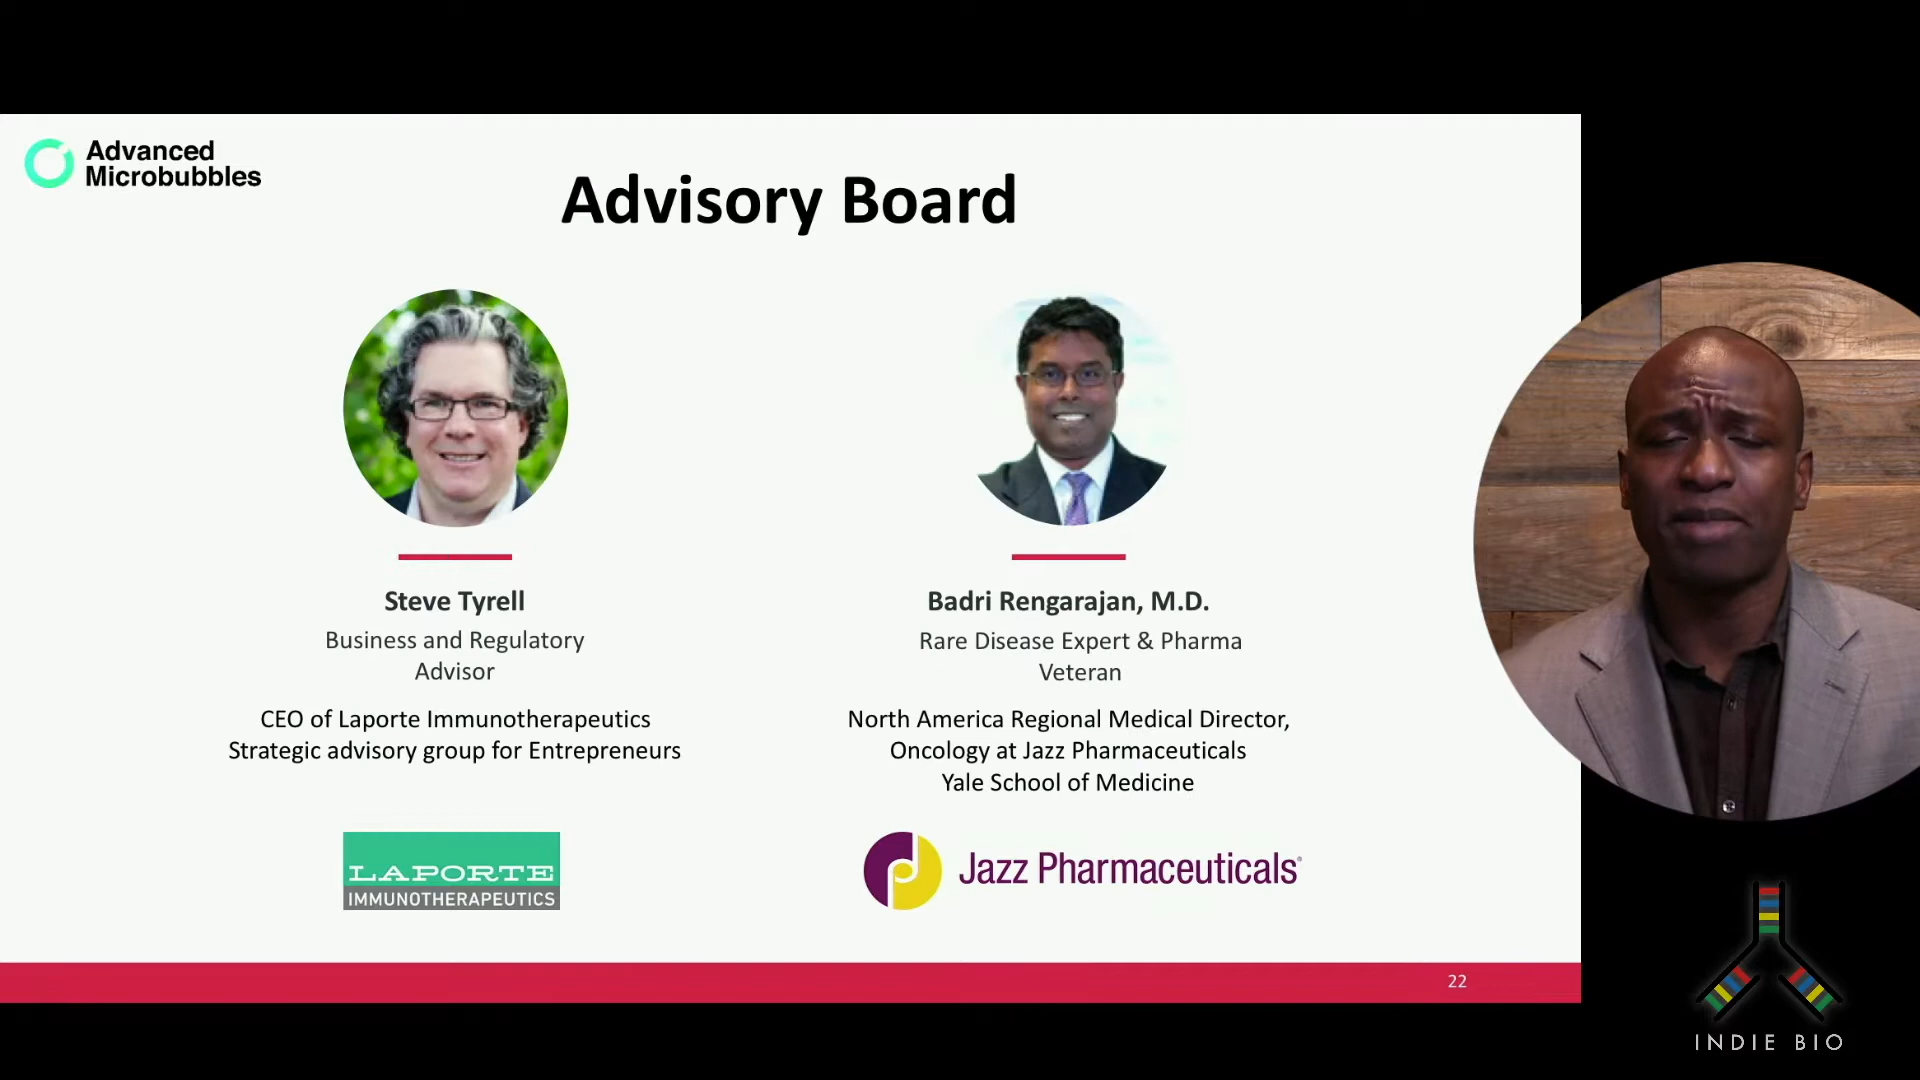 Advanced
Microbubbles
Advisory Board
Steve Tyrell
Business and Regulatory
Advisor
CEO of Laporte Immunotherapeutics
Strategic advisory group for Entrepreneurs
LAPORTE
IMMUNOTHERAPEUTICS
Badri Rengarajan, M.D.
Rare Disease Expert & Pharma
Veteran
North America Regional Medical Director,
Oncology at Jazz Pharmaceuticals
Yale School of Medicine
Jazz Pharmaceuticals®
22
INDIE BIO